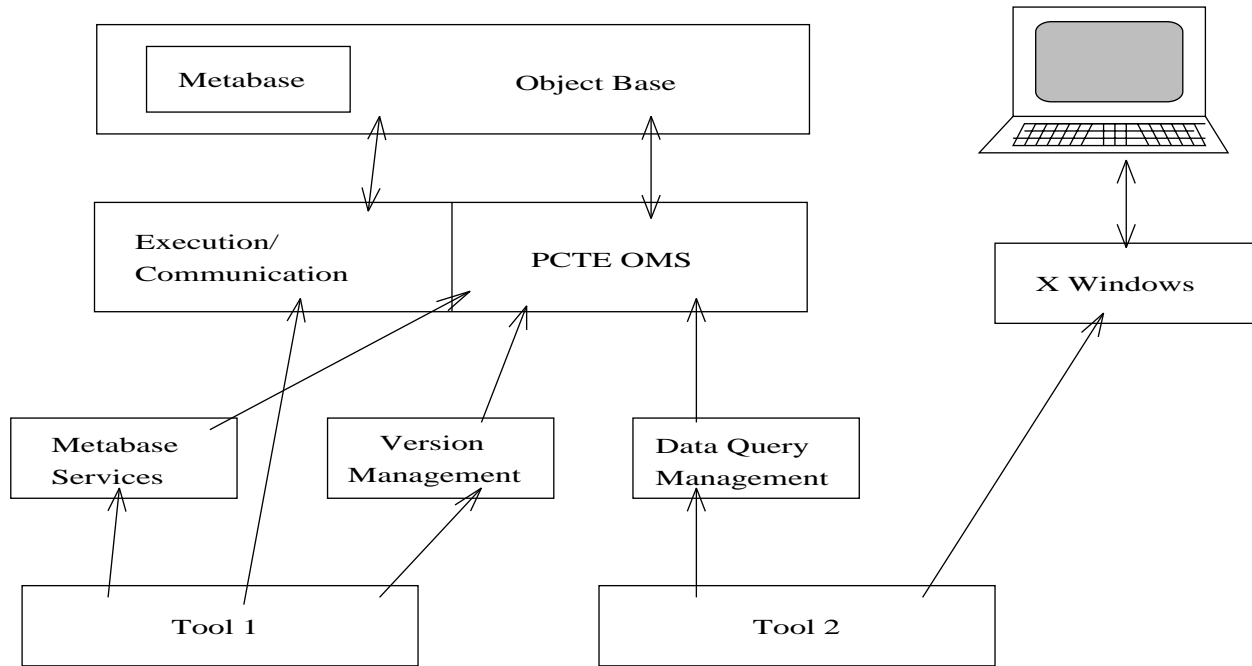 Metabase
Object Base
Execution/
Communication
PCTE OMS
X Windows
Metabase
Services
Version
Management
Data Query
Management
Tool 1
Tool 2